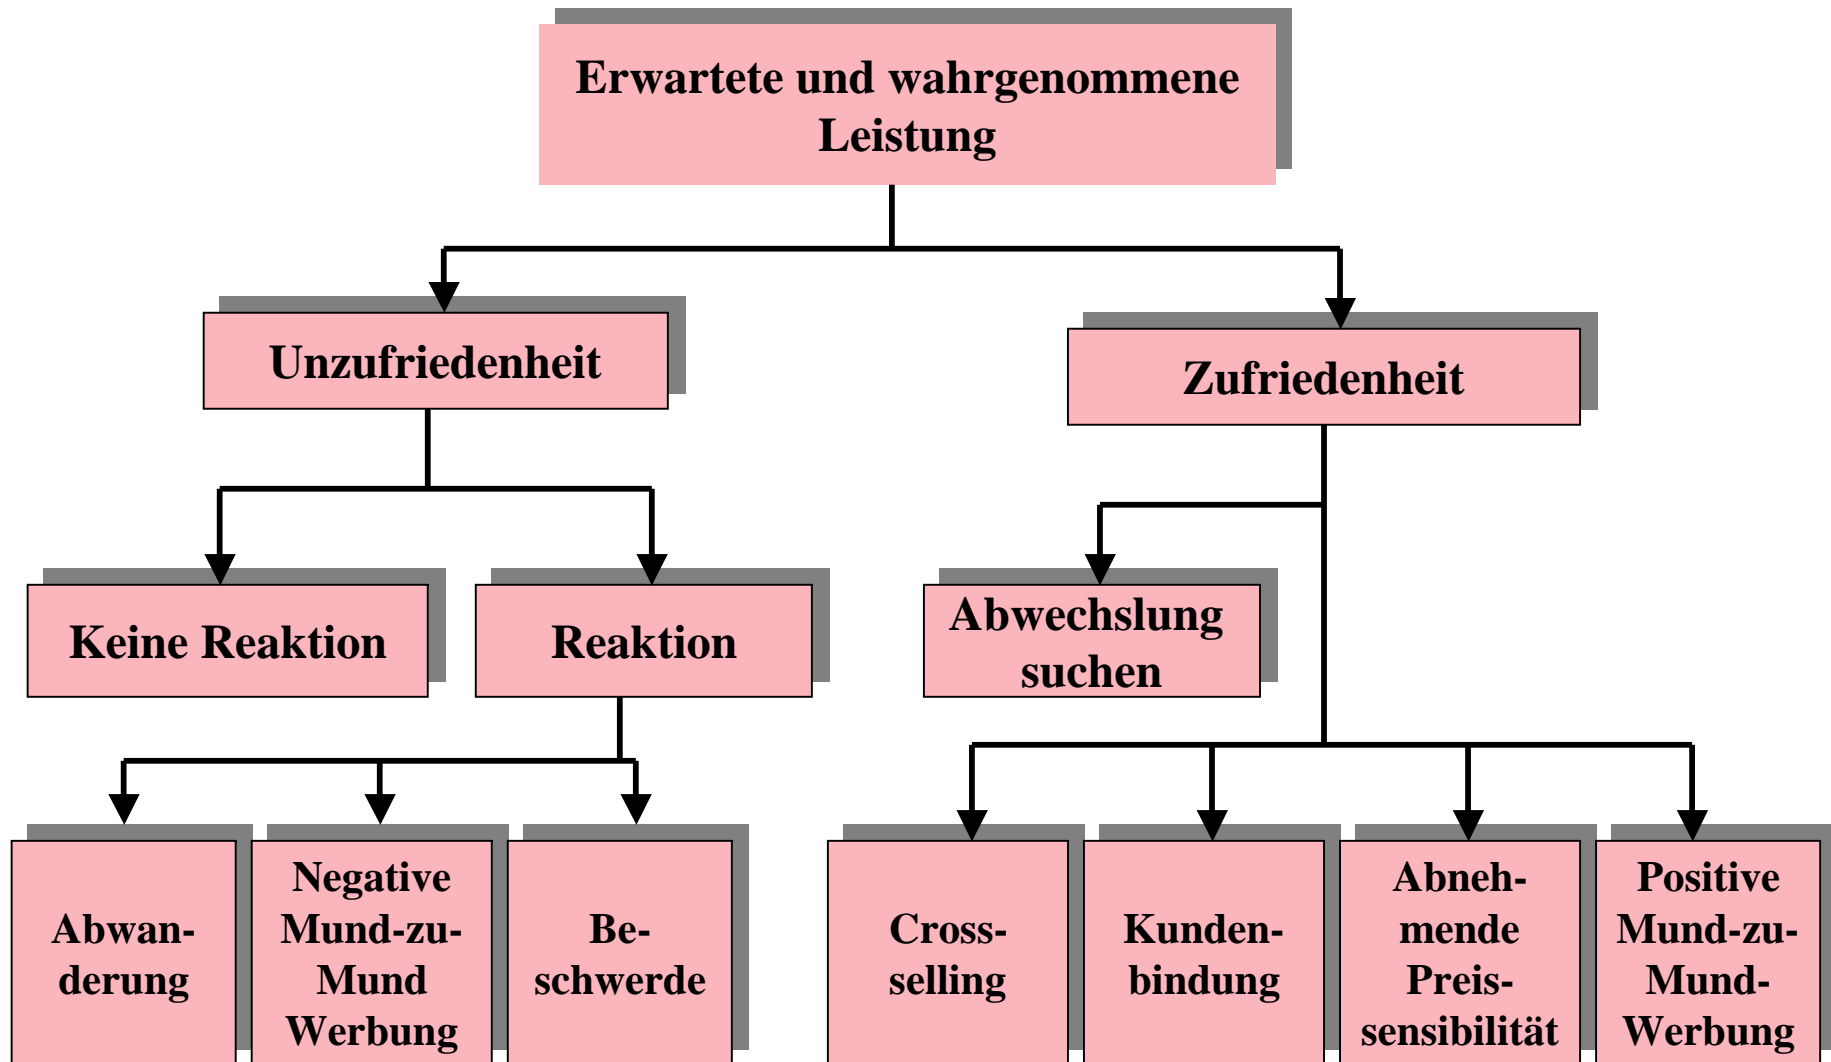 Erwartete und wahrgenommene
Leistung
Unzufriedenheit
Zufriedenheit
Keine Reaktion
Reaktion
Abwechslung
suchen
Abwan-
derung
Negative
Mund-zu-
Mund
Werbung
Be-
schwerde
Cross-
selling
Kunden-
bindung
Abneh-
mende
Preis-
sensibilität
Positive
Mund-zu-
Mund-
Werbung